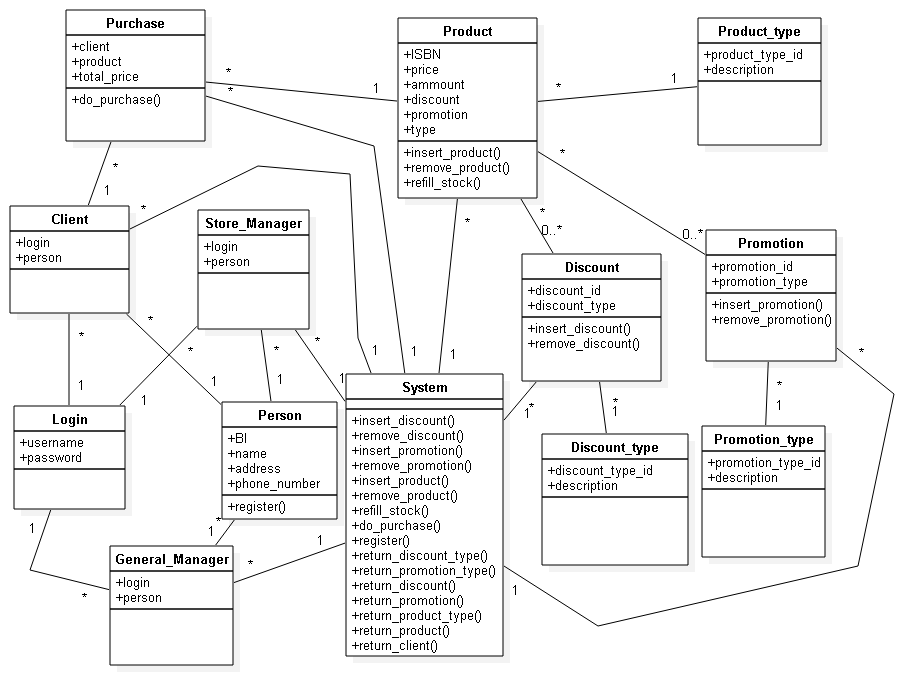 Purchase
+client
+product
+total_price
+do_purchase()
Product
+ISBN
+price
+ammount
+discount
+promotion
+type
+insert_product()
+remove_product()
+refill_stock()
Product_type
+product_type_id
+description
*
1
*
1
*
*
1
*
0..*
*
0..*
Client
+login
+person
*
Store_Manager
+login
+person
Discount
+discount_id
+discount_type
+insert_discount()
+remove_discount()
Promotion
+promotion_id
+promotion_type
+insert_promotion()
+remove_promotion()
*
*
*
*
*
*
*
1
1
1
1
1
1
1
1
Login
+username
+password
Person
+BI
+name
+address
+phone_number
+register()
System
+insert_discount()
+remove_discount()
+insert_promotion()
+remove_promotion()
+insert_product()
+remove_product()
+refill_stock()
+do_purchase()
+register()
+return_discount_type()
+return_promotion_type()
+return_discount()
+return_promotion()
+return_product_type()
+return_product()
+return_client()
1
*
*
1
*
1
Discount_type
+discount_type_id
+description
Promotion_type
+promotion_type_id
+description
1
*
1
*
1
*
1
General_Manager
+login
+person
*
1